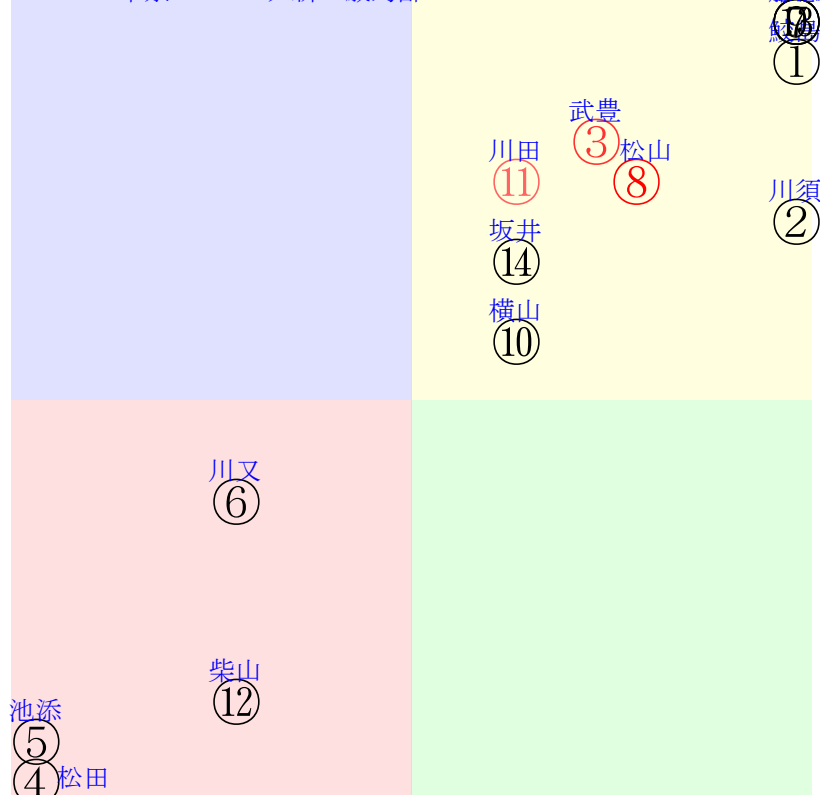 武豊
③
川田
⑪
松山
⑧
①
川須
②
坂井
⑭
横山
⑩
川又
⑥
柴山
⑫
池添
⑤
④
松田